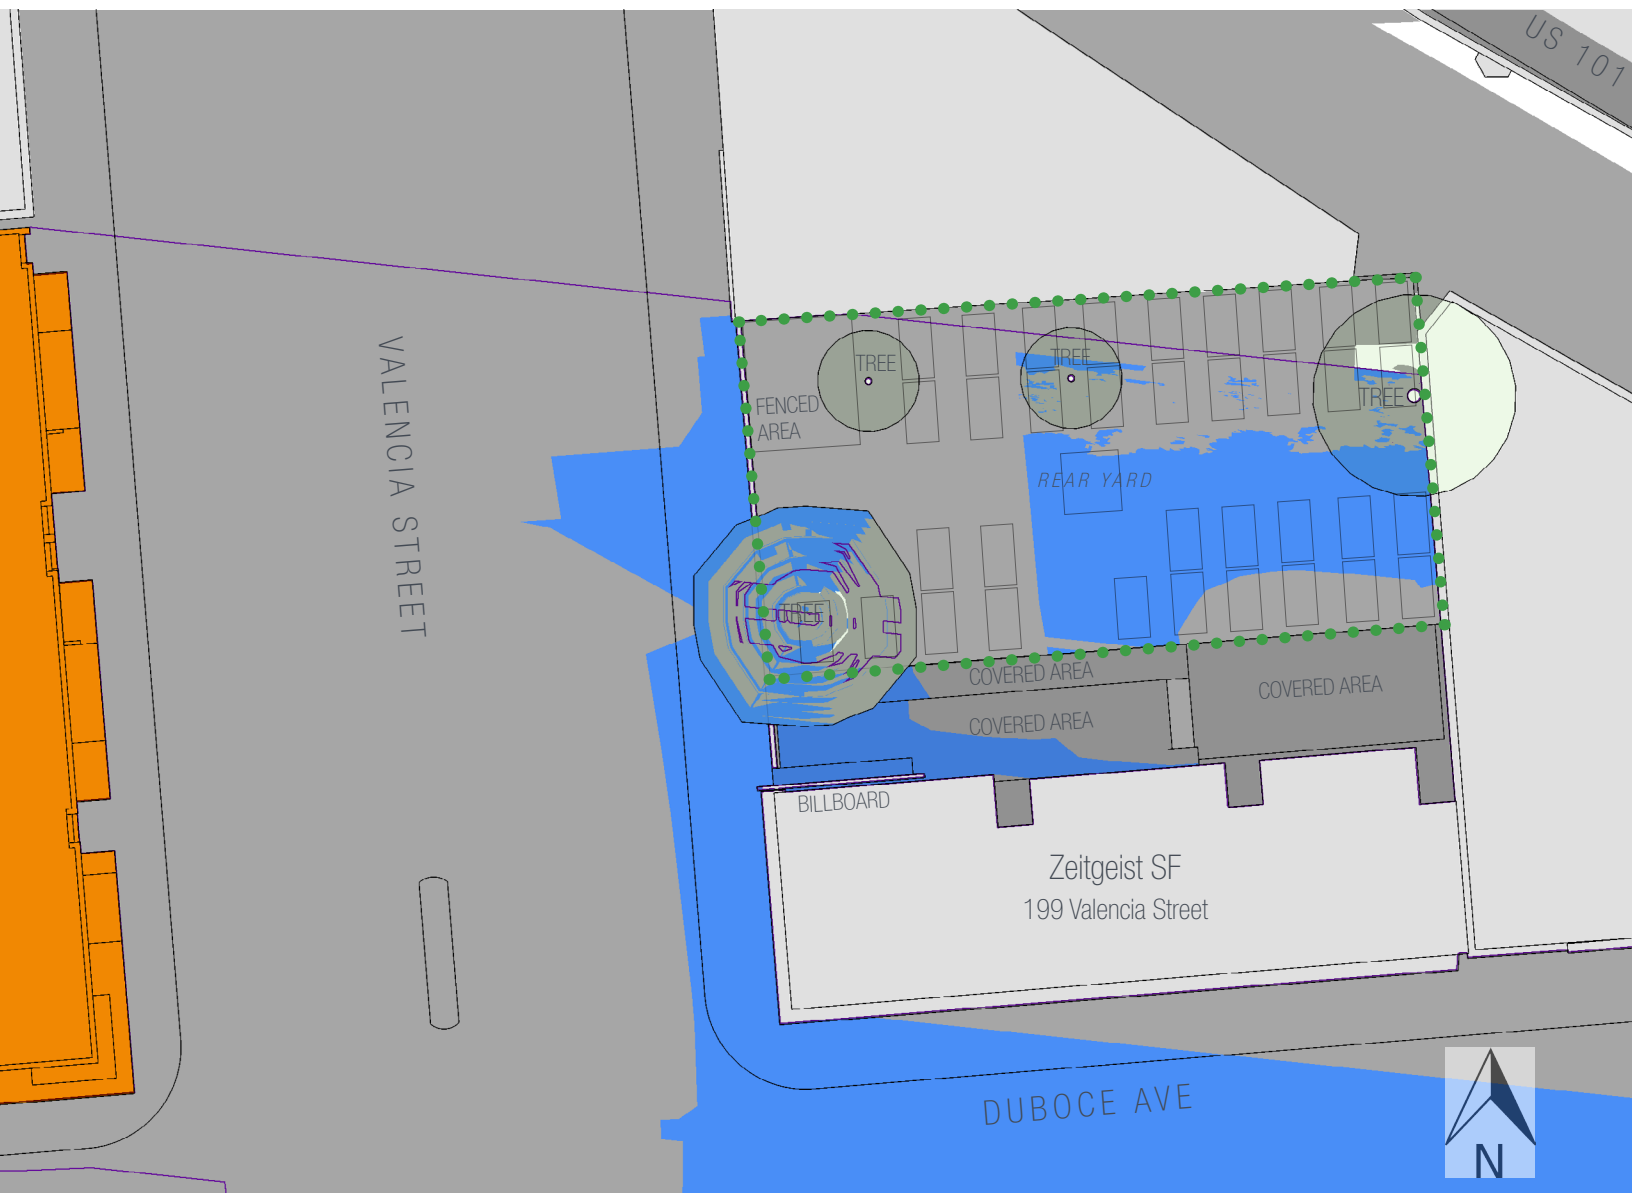 US 101
VALENCIA STREET
TREE
TREE
TREE
FENCED
AREA
REAR YARD
TREE
COVERED AREA
COVERED AREA
COVERED AREA
BILLBOARD
Zeitgeist SF
199 Valencia Street
DUBOCE AVE
N